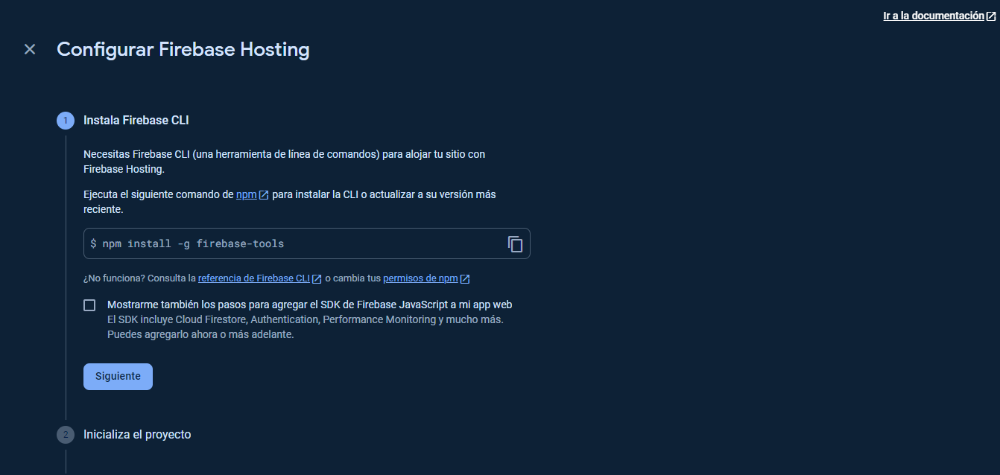 Ir a la documentación
Configurar Firebase Hosting
1 Instala Firebase CLI
Necesitas Firebase CLI (una herramienta de línea de comandos) para alojar tu sitio con
Firebase Hosting.
Ejecuta el siguiente comando de npm para instalar la CLI o actualizar a su versión más
reciente.
$ npm install -g firebase-tools
¿No funciona? Consulta la referencia de Firebase CLI o cambia tus permisos de npm
Mostrarme también los pasos para agregar el SDK de Firebase JavaScript a mi app web
El SDK incluye Cloud Firestore, Authentication, Performance Monitoring y mucho más.
Puedes agregarlo ahora o más adelante.
Siguiente
2 Inicializa el proyecto